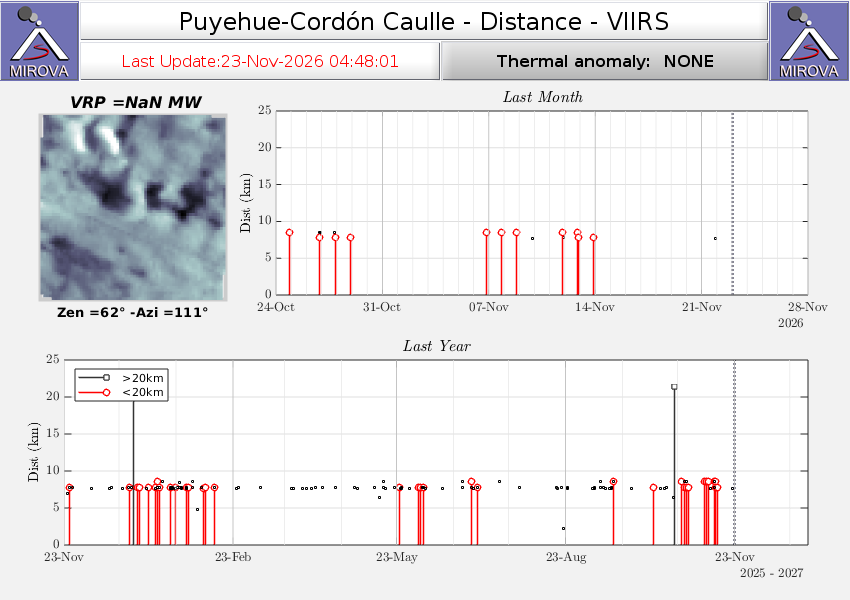 Puyehue-Cordón Caulle - Distance - VIIRS
Last Update:23-Nov-2026 04:48:01
Thermal anomaly: NONE
MIROVA
MIROVA
VRP =NaN MW
Zen =62° -Azi =111°
Last Month
Dist (km)
25
20
15
10
5
0
24-Oct
31-Oct
07-Nov
14-Nov
21-Nov
28-Nov
2026
Last Year
Dist (km)
25
20
15
10
5
0
>20km
<20km
23-Nov
23-Feb
23-May
23-Aug
23-Nov
2025 - 2027